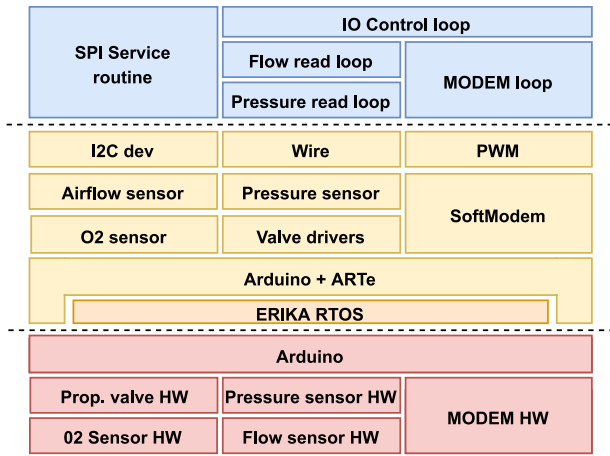 SPI Service
routine
IO Control loop
Flow read loop
Pressure read loop
MODEM loop
I2C dev
Wire
PWM
Airflow sensor
Pressure sensor
SoftModem
O2 sensor
Valve drivers
Arduino + ARTe
ERIKA RTOS
Arduino
Prop. valve HW
Pressure sensor HW
MODEM HW
02 Sensor HW
Flow sensor HW